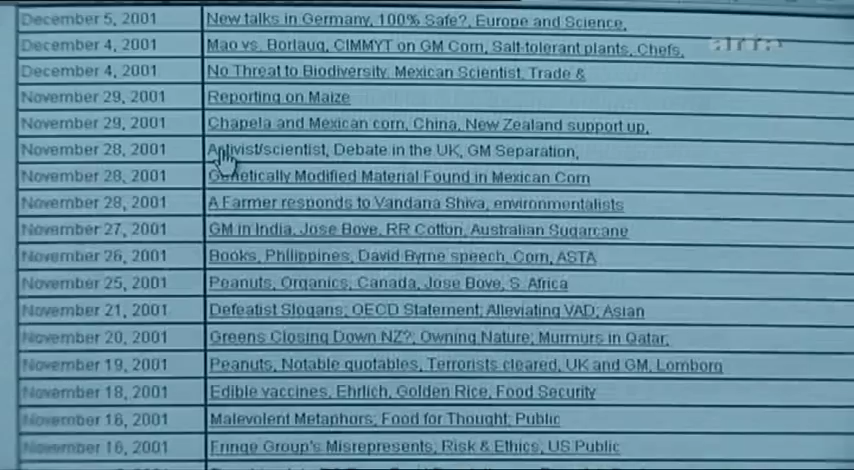 arte
December 5, 2001 New talks in Germany, 100% Safe?, Europe and Science,
December 4, 2001 Mao vs. Borlaug, CIMMYT on GM Corn, Salt-tolerant plants, Chefs,
December 4, 2001 No Threat to Biodiversity, Mexican Scientist, Trade &
November 29, 2001 Reporting on Maize
November 29, 2001 Chapela and Mexican corn, China, New Zealand support up,
November 28, 2001 Activist/scientist, Debate in the UK, GM Separation,
November 28, 2001 Genetically Modified Material Found in Mexican Corn
November 28, 2001 A Farmer responds to Vandana Shiva, environmentalists
November 27, 2001 GM in India, Jose Bove, RR Cotton, Australian Sugarcane
November 26, 2001 Books, Philippines, David Byrne speech, Corn, ASTA
November 25, 2001 Peanuts, Organics, Canada, Jose Bove, S. Africa
November 21, 2001 Defeatist Slogans; OECD Statement; Alleviating VAD; Asian
November 20, 2001 Greens Closing Down NZ?; Owning Nature; Murmurs in Qatar,
November 19, 2001 Peanuts, Notable quotables, Terrorists cleared, UK and GM, Lomborg
November 18, 2001 Edible vaccines, Ehrlich, Golden Rice, Food Security
November 16, 2001 Malevolent Metaphors; Food for Thought; Public
November 16, 2001 Fringe Group's Misrepresents, Risk & Ethics, US Public